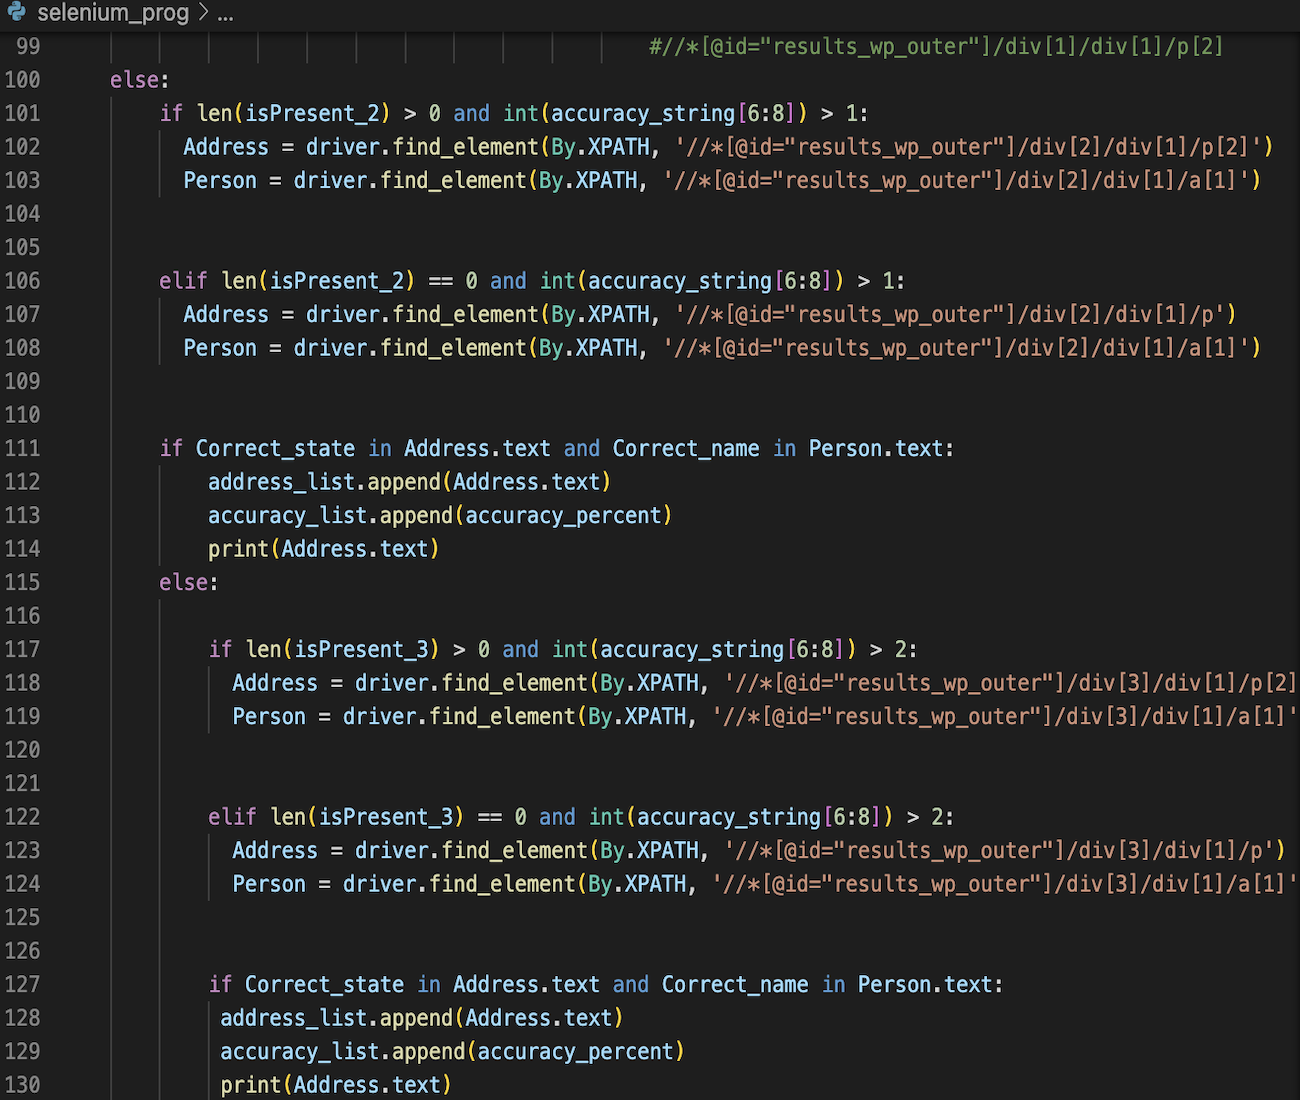 selenium_prog > ...
99 #//*[@id="results_wp_outer"]/div[1]/div[1]/p[2]
100 else:
101 if len(isPresent_2) > 0 and int(accuracy_string[6:8]) > 1:
102 Address = driver.find_element(By.XPATH, '//*[@id="results_wp_outer"]/div[2]/div[1]/p[2]')
103 Person = driver.find_element(By.XPATH, '//*[@id="results_wp_outer"]/div[2]/div[1]/a[1]')
104
105
106 elif len(isPresent_2) == 0 and int(accuracy_string[6:8]) > 1:
107 Address = driver.find_element(By.XPATH, '//*[@id="results_wp_outer"]/div[2]/div[1]/p')
108 Person = driver.find_element(By.XPATH, '//*[@id="results_wp_outer"]/div[2]/div[1]/a[1]')
109
110
111 if Correct_state in Address.text and Correct_name in Person.text:
112 address_list.append(Address.text)
113 accuracy_list.append(accuracy_percent)
114 print(Address.text)
115 else:
116
117 if len(isPresent_3) > 0 and int(accuracy_string[6:8]) > 2:
118 Address = driver.find_element(By.XPATH, '//*[@id="results_wp_outer"]/div[3]/div[1]/p[2]
119 Person = driver.find_element(By.XPATH, '//*[@id="results_wp_outer"]/div[3]/div[1]/a[1]'
120
121
122 elif len(isPresent_3) == 0 and int(accuracy_string[6:8]) > 2:
123 Address = driver.find_element(By.XPATH, '//*[@id="results_wp_outer"]/div[3]/div[1]/p')
124 Person = driver.find_element(By.XPATH, '//*[@id="results_wp_outer"]/div[3]/div[1]/a[1]'
125
126
127 if Correct_state in Address.text and Correct_name in Person.text:
128 address_list.append(Address.text)
129 accuracy_list.append(accuracy_percent)
130 print(Address.text)